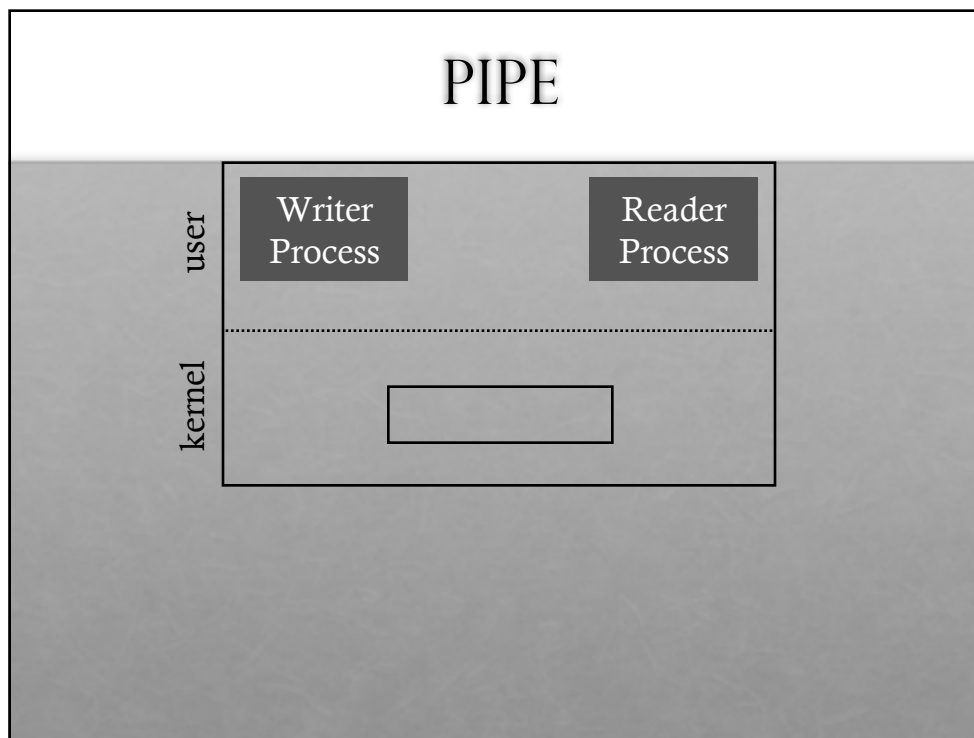 PIPE
Writer
Process
Reader
Process
user
kernel